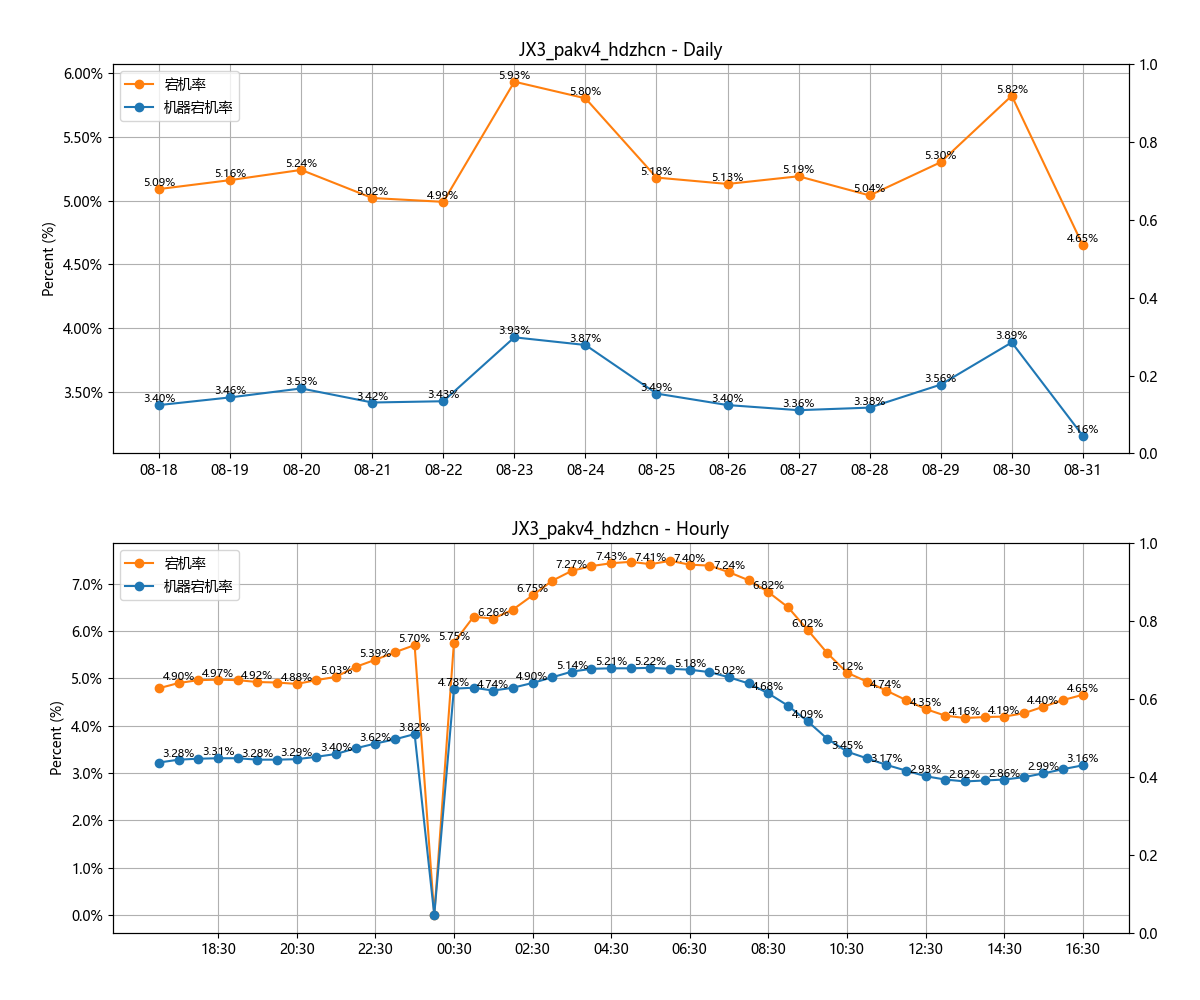 JX3_pakv4_hdzhcn - Daily
宕机率
机器宕机率
Percent (%)
6.00%
5.50%
5.00%
4.50%
4.00%
3.50%
1.0
0.8
0.6
0.4
0.2
0.0
5.09% 5.16% 5.24% 5.02% 4.99% 5.93% 5.80% 5.18% 5.13% 5.19% 5.04% 5.30% 5.82% 4.65%
3.40% 3.46% 3.53% 3.42% 3.43% 3.93% 3.87% 3.49% 3.40% 3.36% 3.38% 3.56% 3.89% 3.16%
08-18 08-19 08-20 08-21 08-22 08-23 08-24 08-25 08-26 08-27 08-28 08-29 08-30 08-31
JX3_pakv4_hdzhcn - Hourly
宕机率
机器宕机率
Percent (%)
7.0%
6.0%
5.0%
4.0%
3.0%
2.0%
1.0%
0.0%
1.0
0.8
0.6
0.4
0.2
0.0
4.90% 4.97% 4.92% 4.88% 5.03% 5.39% 5.70% 5.75% 6.26% 6.75% 7.27% 7.43% 7.41% 7.40% 7.24% 6.82% 6.02% 5.12% 4.74% 4.35% 4.16% 4.19% 4.40% 4.65%
3.28% 3.31% 3.28% 3.29% 3.40% 3.62% 3.82% 4.78% 4.74% 4.90% 5.14% 5.21% 5.22% 5.18% 5.02% 4.68% 4.09% 3.45% 3.17% 2.93% 2.82% 2.86% 2.99% 3.16%
18:30 20:30 22:30 00:30 02:30 04:30 06:30 08:30 10:30 12:30 14:30 16:30